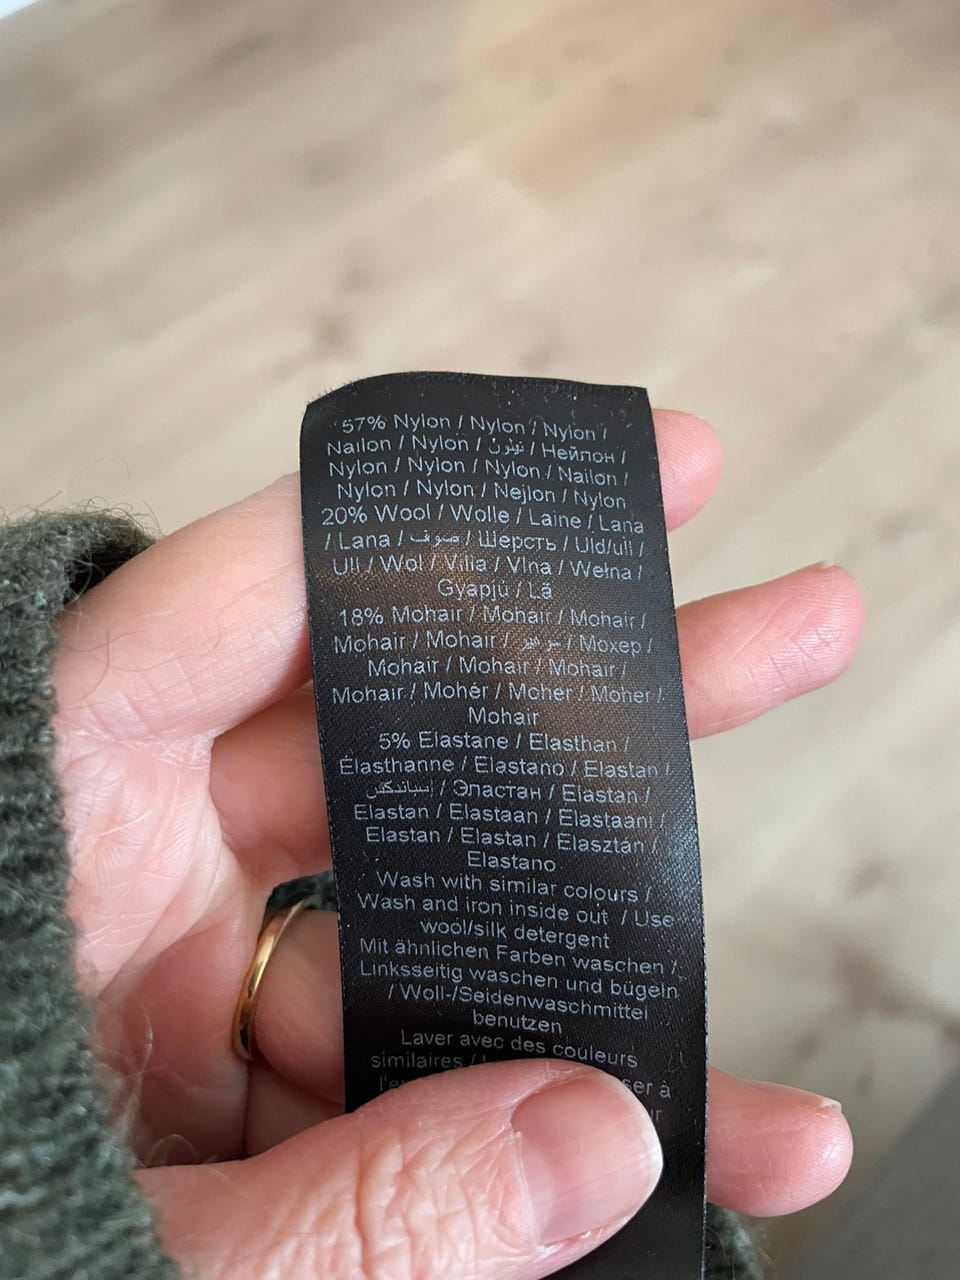 57% Nylon / Nylon / Nylon /
Nailon / Nylon / نيلون / Нейлон /
Nylon / Nylon / Nylon / Nailon /
Nylon / Nylon / Nejlon / Nylon
20% Wool / Wolle / Laine / Lana
/ Lana / صوف / Шерсть / Uld/ull /
Ull / Wol / Villa / Vlna / Wełna /
Gyapjú / Lã
18% Mohair / Mohair / Mohair /
Mohair / Mohair / موهير / Мохер /
Mohair / Mohair / Mohair /
Mohair / Mohér / Moher / Moher /
Mohair
5% Elastane / Elasthan /
Élasthanne / Elastano / Elastan /
إسباندكس / Эластан / Elastan /
Elastan / Elastaan / Elastaani /
Elastan / Elastan / Elasztán /
Elastano
Wash with similar colours /
Wash and iron inside out / Use
wool/silk detergent
Mit ähnlichen Farben waschen /
Linksseitig waschen und bügeln
/ Woll-/Seidenwaschmittel
benutzen
Laver avec des couleurs
similaires /
à